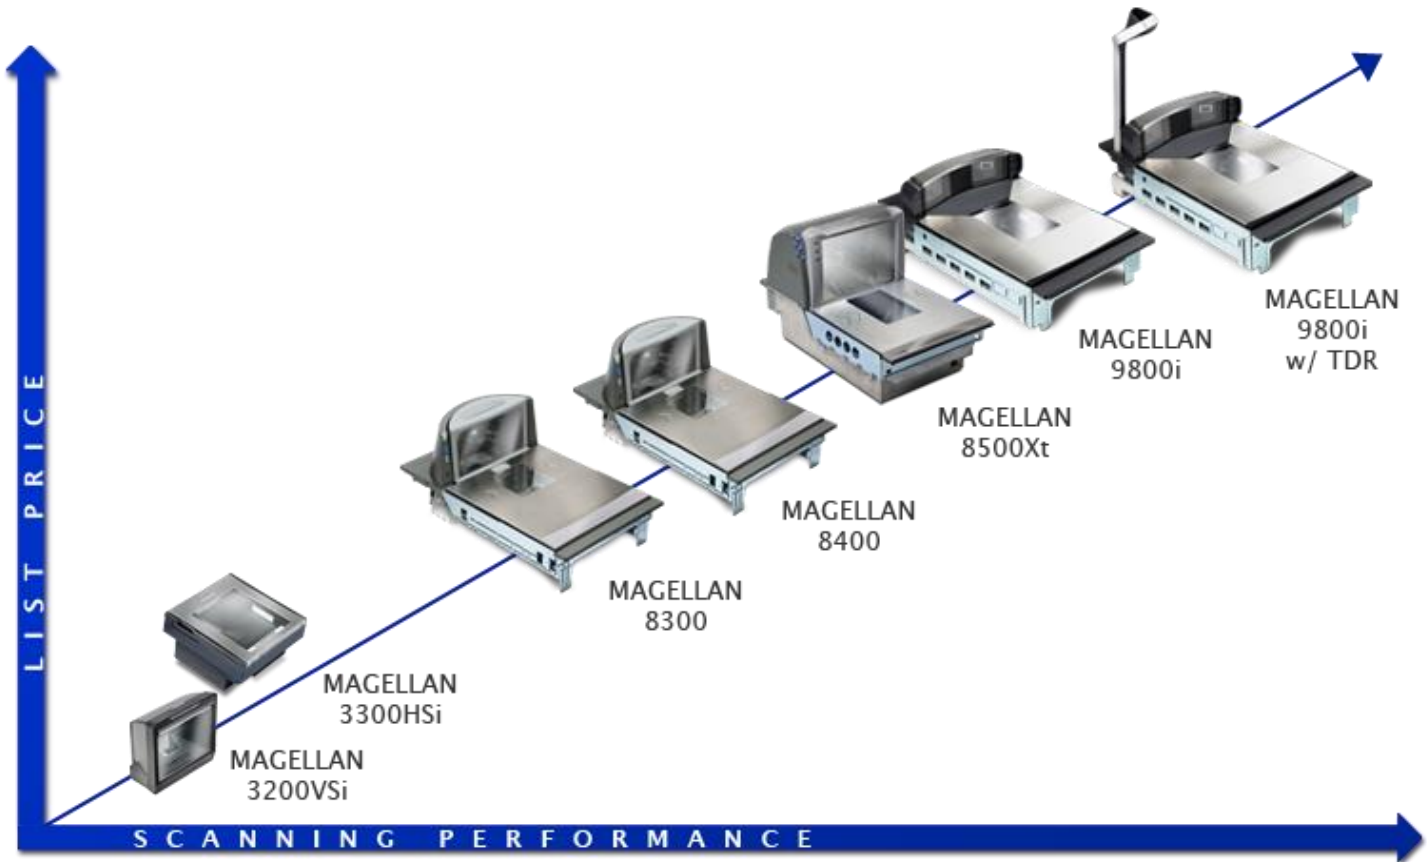 MAGELLAN
9800i
w/ TDR
MAGELLAN
9800i
MAGELLAN
8500Xt
MAGELLAN
8400
MAGELLAN
8300
MAGELLAN
3300HSi
MAGELLAN
3200VSi
LIST PRICE
SCANNING PERFORMANCE